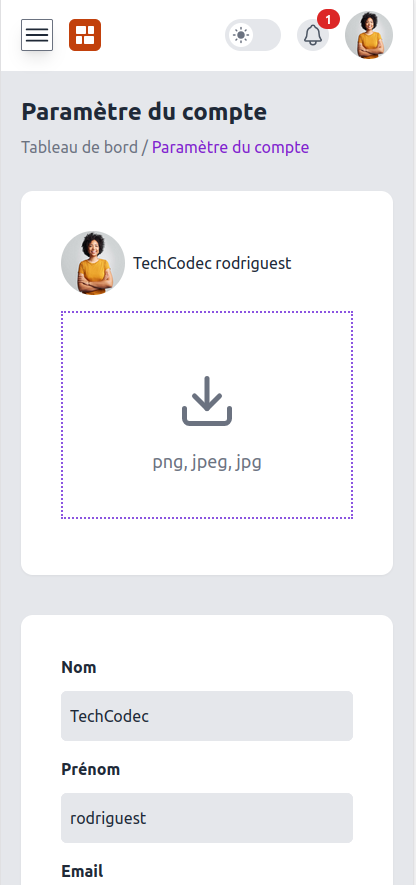 1
Paramètre du compte
Tableau de bord / Paramètre du compte
TechCodec rodriguest
png, jpeg, jpg
Nom
TechCodec
Prénom
rodriguest
Email